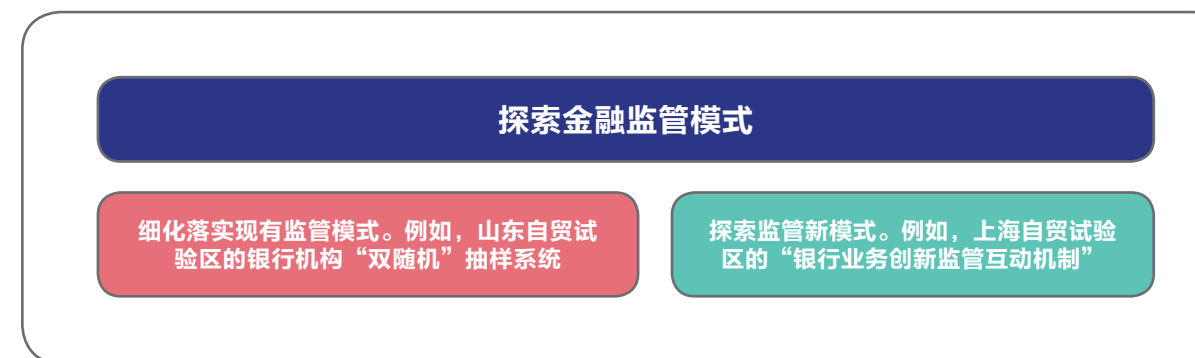 探索金融监管模式
细化落实现有监管模式。例如，山东自贸试
验区的银行机构“双随机”抽样系统
探索监管新模式。例如，上海自贸试验
区的“银行业务创新监管互动机制”